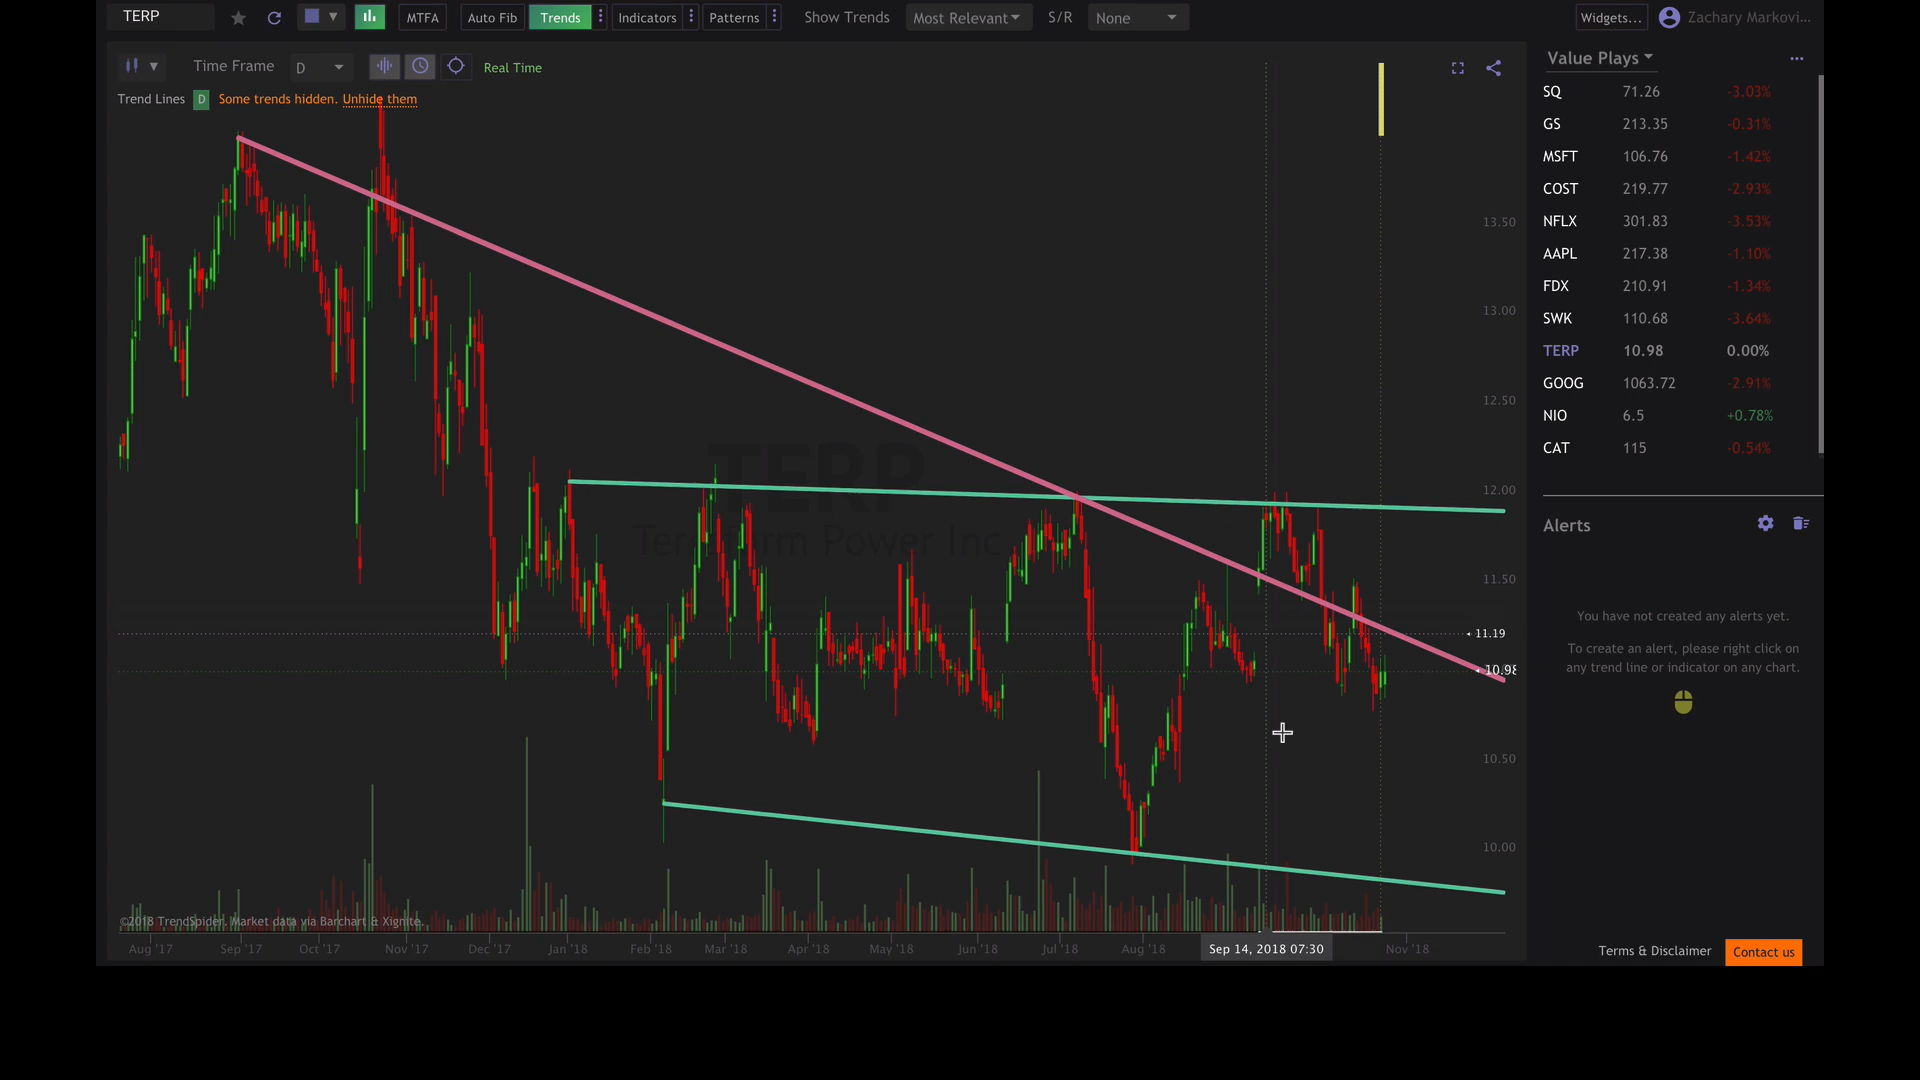 TERP
MTFA
Auto Fib
Trends
Indicators
Patterns
Show Trends
Most Relevant
S/R
None
Widgets...
Zachary Markovi...
Time Frame
D
Real Time
Trend Lines D Some trends hidden. Unhide them
Value Plays
SQ 71.26 -3.03%
GS 213.35 -0.31%
MSFT 106.76 -1.42%
COST 219.77 -2.93%
NFLX 301.83 -3.53%
AAPL 217.38 -1.10%
FDX 210.91 -1.34%
SWK 110.68 -3.64%
TERP 10.98 0.00%
GOOG 1063.72 -2.91%
NIO 6.5 +0.78%
CAT 115 -0.54%
13.50
13.00
12.50
12.00
11.50
11.19
10.98
10.50
10.00
TERP
TerraForm Power Inc
Alerts
You have not created any alerts yet.
To create an alert, please right click on
any trend line or indicator on any chart.
©2018 TrendSpider. Market data via Barchart & Xignite.
Aug '17 Sep '17 Oct '17 Nov '17 Dec '17 Jan '18 Feb '18 Mar '18 Apr '18 May '18 Jun '18 Jul '18 Aug '18 Sep 14, 2018 07:30 Nov '18
Terms & Disclaimer
Contact us